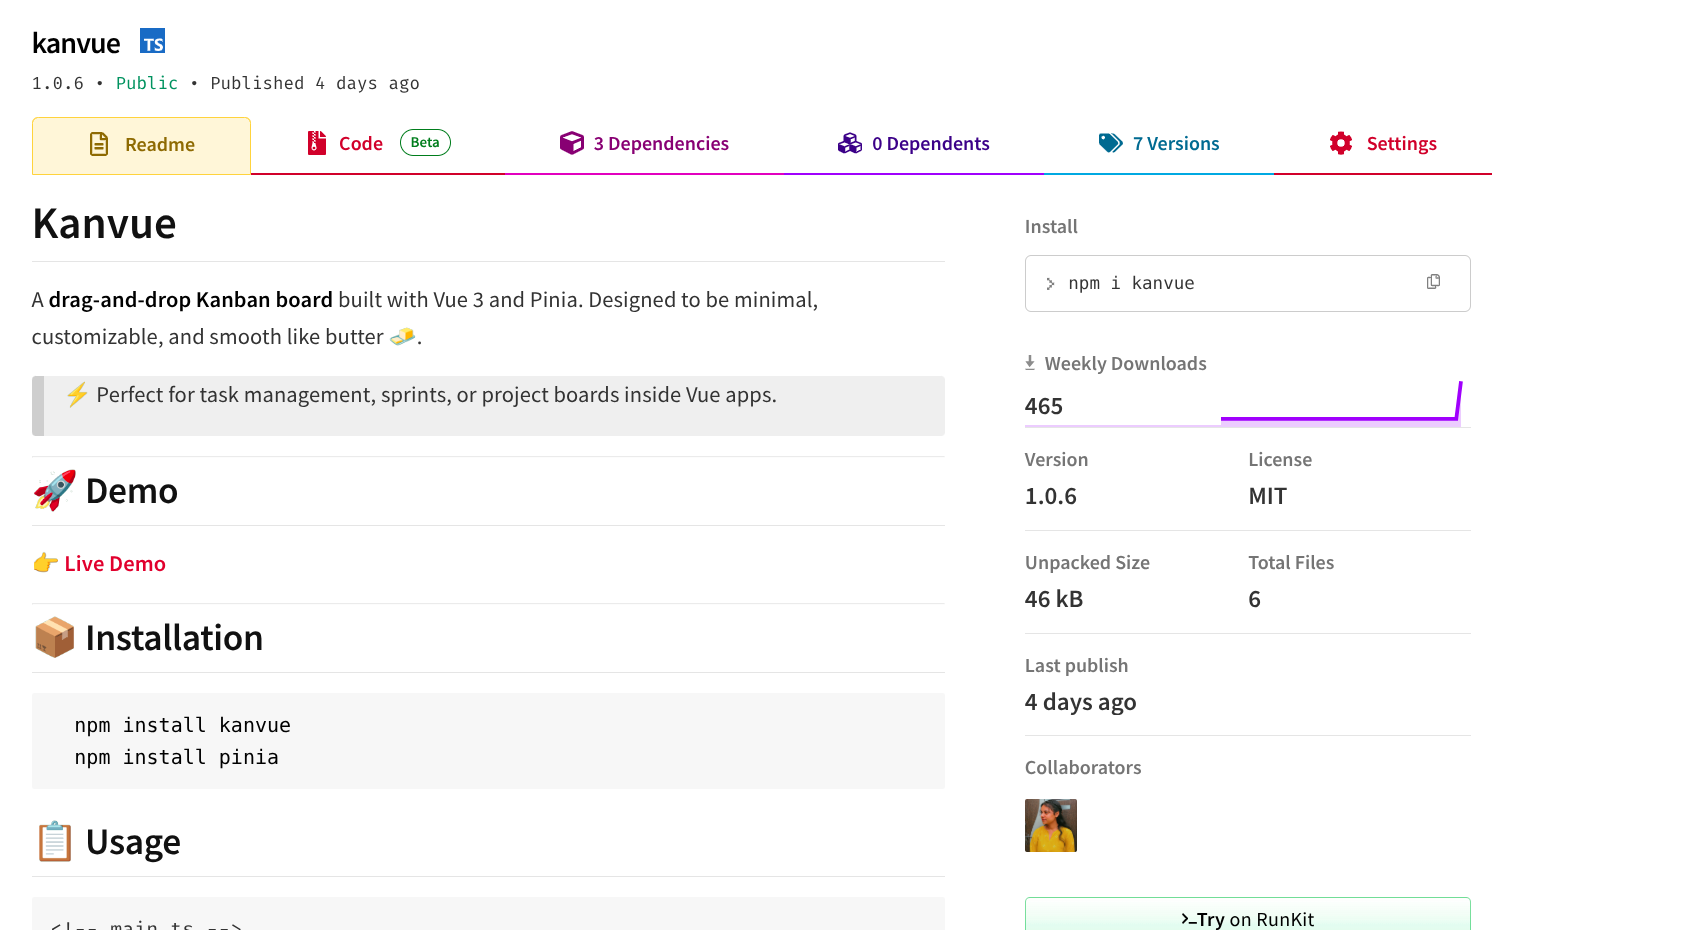 kanvue TS
1.0.6 • Public • Published 4 days ago
Readme
Code Beta
3 Dependencies
0 Dependents
7 Versions
Settings
Kanvue
A drag-and-drop Kanban board built with Vue 3 and Pinia. Designed to be minimal,
customizable, and smooth like butter 🧈.
⚡ Perfect for task management, sprints, or project boards inside Vue apps.
🚀 Demo
👉 Live Demo
📦 Installation
npm install kanvue
npm install pinia
📋 Usage
<!-- main.ts -->
Install
> npm i kanvue
Weekly Downloads
465
Version
1.0.6
License
MIT
Unpacked Size
46 kB
Total Files
6
Last publish
4 days ago
Collaborators
>_Try on RunKit